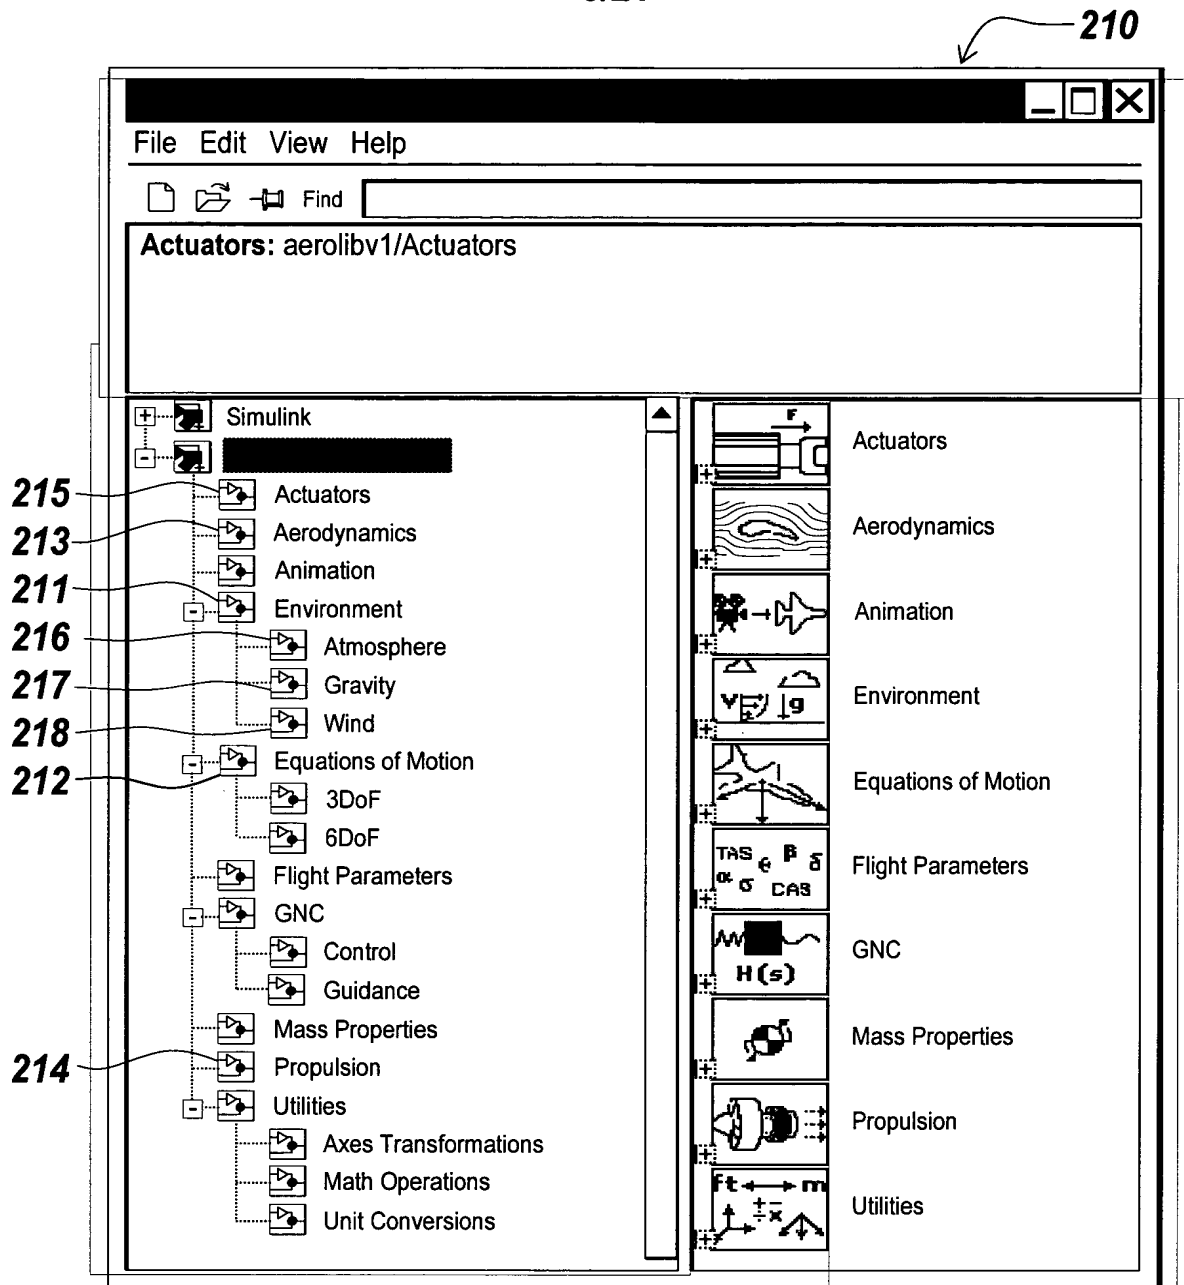 210
File Edit View Help
Find
Actuators: aerolibv1/Actuators
Simulink
215
Actuators
213
Aerodynamics
Animation
211
Environment
216
Atmosphere
217
Gravity
218
Wind
212
Equations of Motion
3DoF
6DoF
Flight Parameters
GNC
Control
Guidance
Mass Properties
214
Propulsion
Utilities
Axes Transformations
Math Operations
Unit Conversions
F
Actuators
Aerodynamics
Animation
V g
Environment
Equations of Motion
TAS θ β δ
α σ CAS
Flight Parameters
H(s)
GNC
Mass Properties
Propulsion
ft m
+ − ÷ x
Utilities